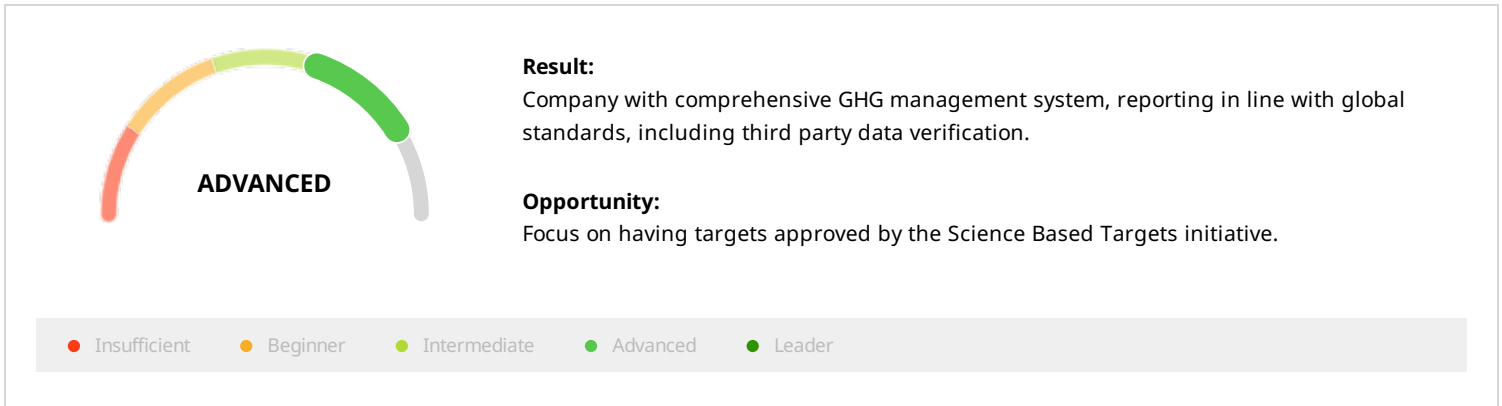 ADVANCED
Result:
Company with comprehensive GHG management system, reporting in line with global
standards, including third party data verification.
Opportunity:
Focus on having targets approved by the Science Based Targets initiative.
Insufficient
Beginner
Intermediate
Advanced
Leader